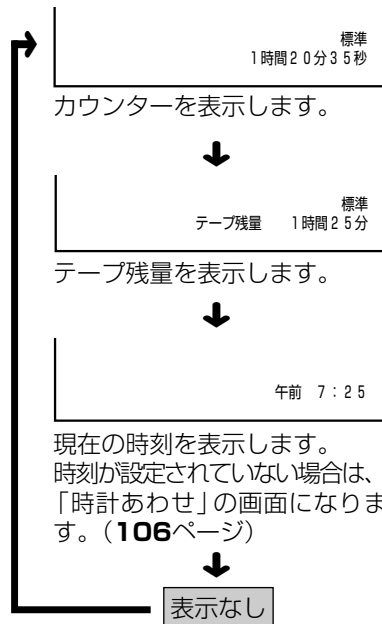 標準
1時間20分35秒
カウンターを表示します。
標準
テープ残量 1時間25分
テープ残量を表示します。
午前 7:25
現在の時刻を表示します。
時刻が設定されていない場合は、
「時計あわせ」の画面になりま
す。(106ページ)
表示なし